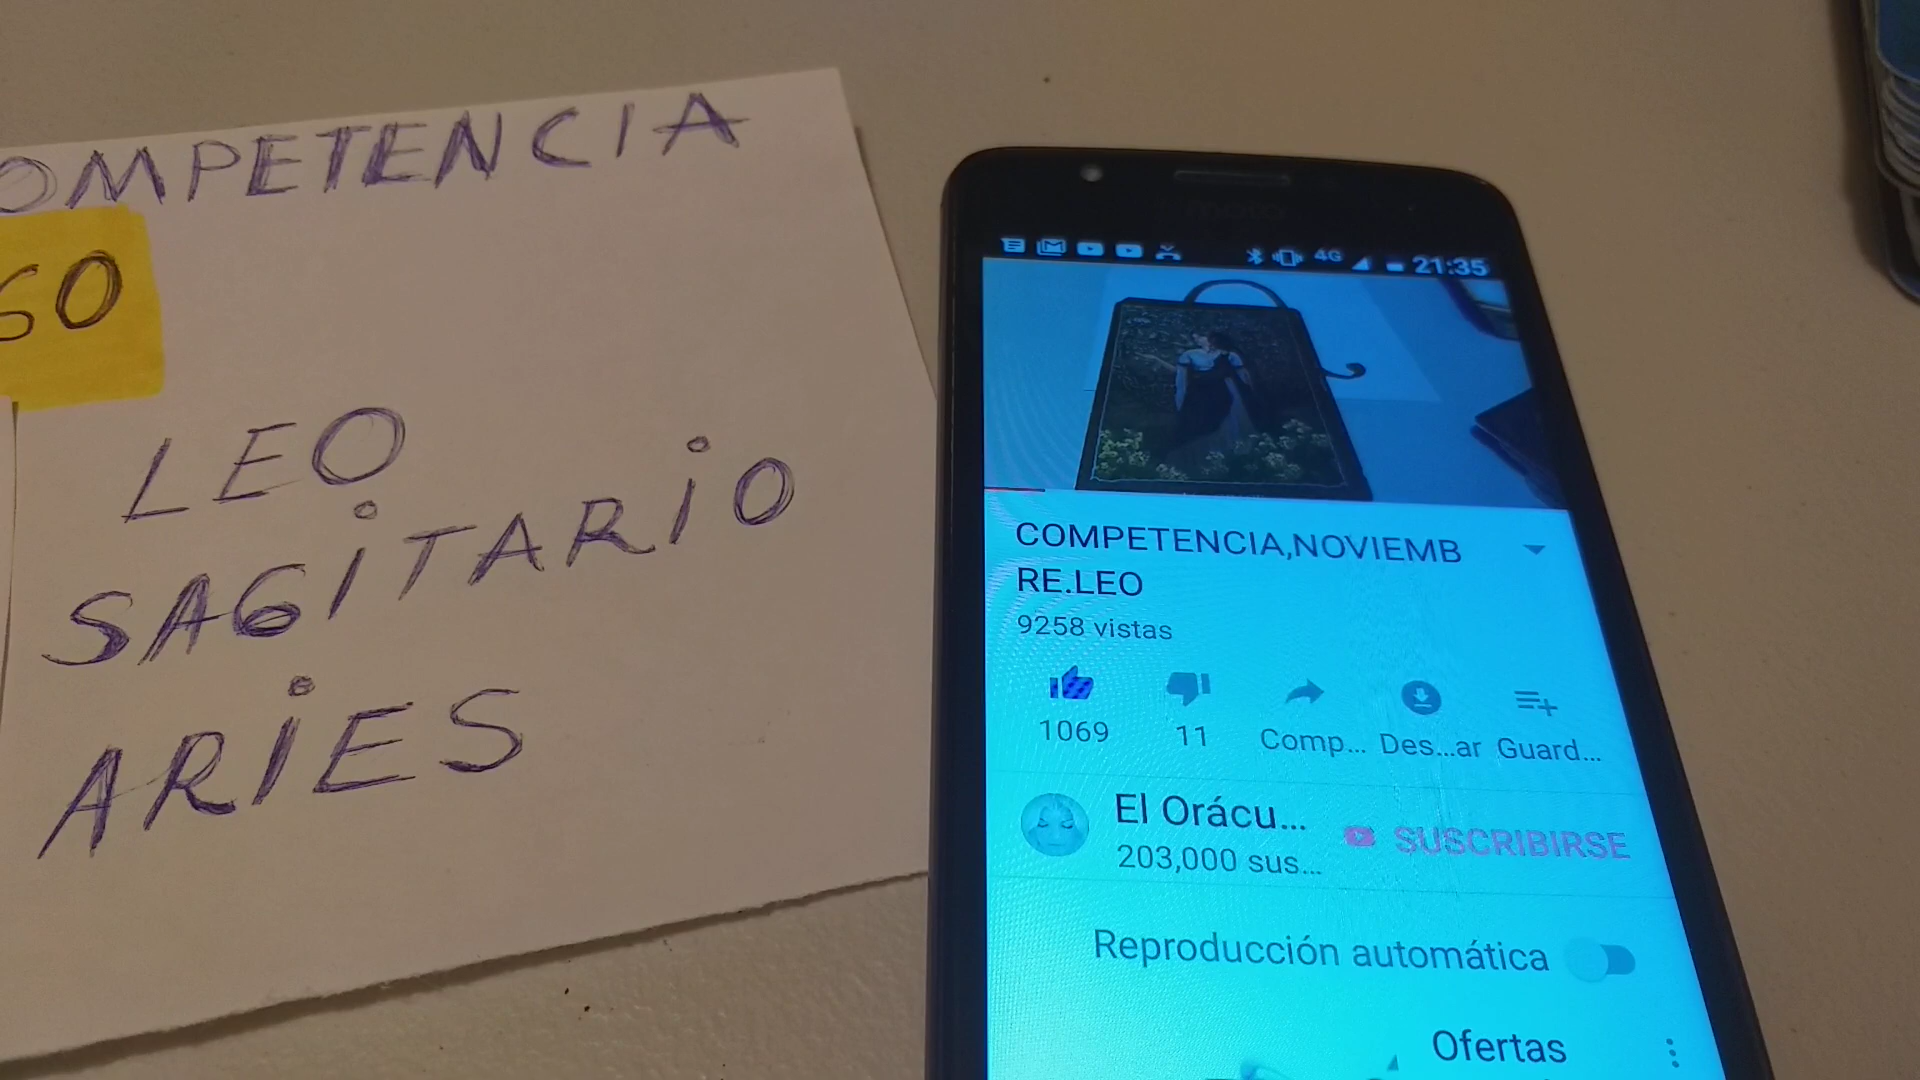 OMPETENCIA
GO
LEO
SAGiTARiO
ARiES
4G 21:35
COMPETENCIA,NOVIEMB
RE.LEO
9258 vistas
1069 11 Comp... Des...ar Guard...
El Orácu...
203,000 sus...
SUSCRIBIRSE
Reproducción automática
Ofertas